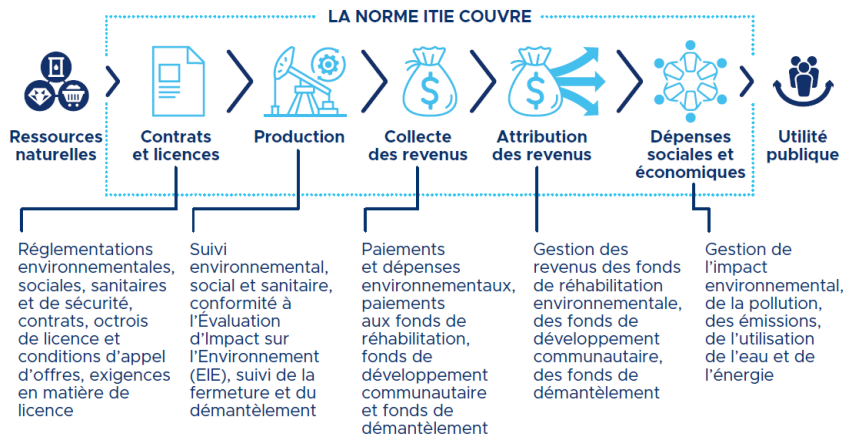 LA NORME ITIE COUVRE
Ressources
naturelles
Contrats
et licences
Production
Collecte
des revenus
Attribution
des revenus
Dépenses
sociales et
économiques
Utilité
publique
$
$
Réglementations
environnementales,
sociales, sanitaires
et de sécurité,
contrats, octrois
de licence et
conditions d'appel
d'offres, exigences
en matière de
licence
Suivi
environnemental,
social et sanitaire,
conformité à
l'Évaluation
d'Impact sur
l'Environnement
(EIE), suivi de la
fermeture et du
démantèlement
Paiements
et dépenses
environnementaux,
paiements
aux fonds de
réhabilitation,
fonds de
développement
communautaire
et fonds de
démantèlement
Gestion des
revenus des fonds
de réhabilitation
environnementale,
des fonds de
développement
communautaire,
des fonds de
démantèlement
Gestion de
l'impact
environnemental,
de la pollution,
des émissions,
de l'utilisation
de l'eau et de
l'énergie